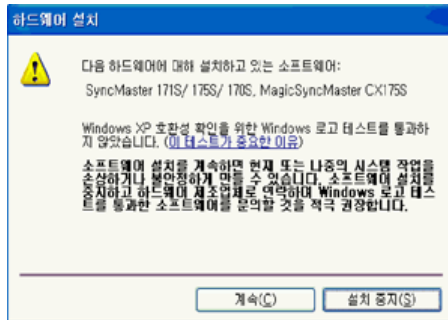 하드웨어 설치
다음 하드웨어에 대해 설치하고 있는 소프트웨어:
SyncMaster 171S/ 175S/ 170S, MagicSyncMaster CX175S
Windows XP 호환성 확인을 위한 Windows 로고 테스트를 통과하
지 않았습니다. (이 테스트가 중요한 이유)
소프트웨어 설치를 계속하면 현재 또는 나중의 시스템 작업을
손상하거나 불안정하게 만들 수 있습니다. 소프트웨어 설치를
중지하고 하드웨어 제조업체로 연락하여 Windows 로고 테스
트를 통과한 소프트웨어를 문의할 것을 적극 권장합니다.
계속(C)
설치 중지(S)